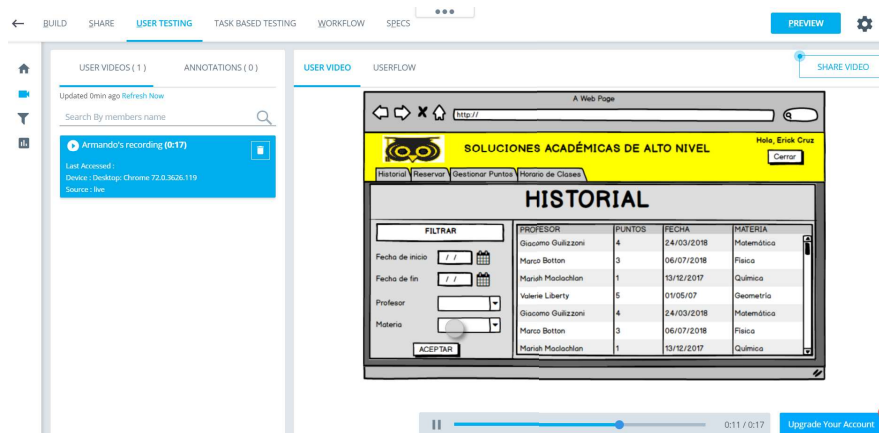 BUILD SHARE USER TESTING TASK BASED TESTING WORKFLOW SPECS PREVIEW
USER VIDEOS ( 1 ) ANNOTATIONS ( 0 ) USER VIDEO USERFLOW SHARE VIDEO
Updated 0min ago Refresh Now
Search By members name
Armando's recording (0:17)
Last Accessed :
Device : Desktop: Chrome 72.0.3626.119
Source : live
A Web Page
http://
SOLUCIONES ACADÉMICAS DE ALTO NIVEL
Hola, Erick Cruz
Cerrar
Historial Reservar Gestionar Puntos Horario de Clases
HISTORIAL
FILTRAR
Fecha de inicio / /
Fecha de fin / /
Profesor
Materia
ACEPTAR
PROFESOR PUNTOS FECHA MATERIA
Giacomo Guilizzoni 4 24/03/2018 Matemática
Marco Botton 3 06/07/2018 Física
Mariah Maclachlan 1 13/12/2017 Química
Valerie Liberty 5 01/05/07 Geometría
Giacomo Guilizzoni 4 24/03/2018 Matemática
Marco Botton 3 06/07/2018 Física
Mariah Maclachlan 1 13/12/2017 Química
0:11 / 0:17
Upgrade Your Account